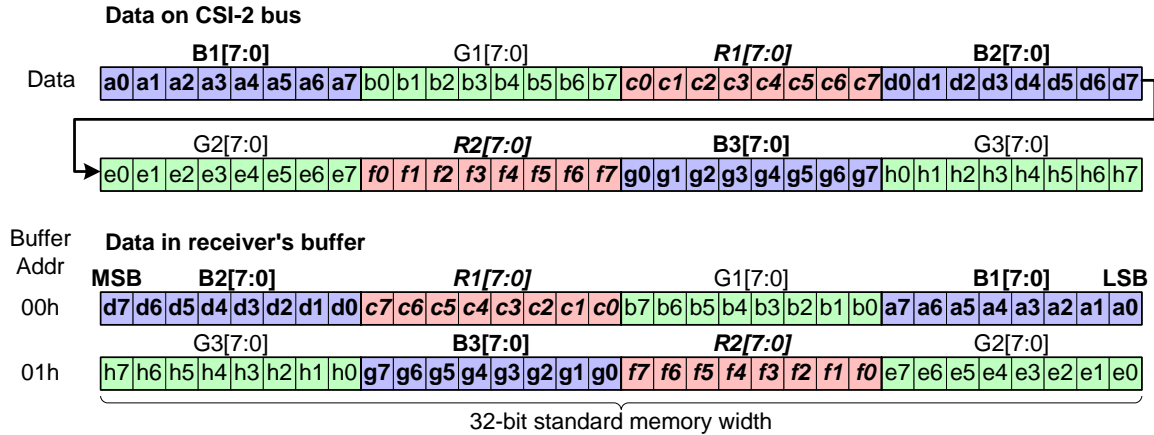 Data on CSI-2 bus
B1[7:0] G1[7:0] R1[7:0] B2[7:0]
Data a0 a1 a2 a3 a4 a5 a6 a7 b0 b1 b2 b3 b4 b5 b6 b7 c0 c1 c2 c3 c4 c5 c6 c7 d0 d1 d2 d3 d4 d5 d6 d7
G2[7:0] R2[7:0] B3[7:0] G3[7:0]
e0 e1 e2 e3 e4 e5 e6 e7 f0 f1 f2 f3 f4 f5 f6 f7 g0 g1 g2 g3 g4 g5 g6 g7 h0 h1 h2 h3 h4 h5 h6 h7
Buffer
Addr
Data in receiver's buffer
MSB B2[7:0] R1[7:0] G1[7:0] B1[7:0] LSB
00h d7 d6 d5 d4 d3 d2 d1 d0 c7 c6 c5 c4 c3 c2 c1 c0 b7 b6 b5 b4 b3 b2 b1 b0 a7 a6 a5 a4 a3 a2 a1 a0
G3[7:0] B3[7:0] R2[7:0] G2[7:0]
01h h7 h6 h5 h4 h3 h2 h1 h0 g7 g6 g5 g4 g3 g2 g1 g0 f7 f6 f5 f4 f3 f2 f1 f0 e7 e6 e5 e4 e3 e2 e1 e0
32-bit standard memory width